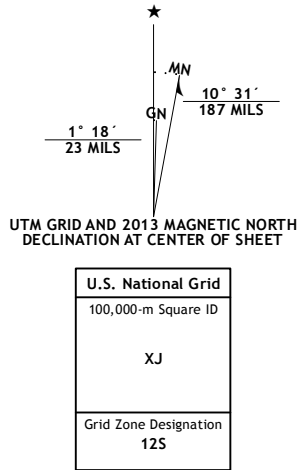 ★
MN
GN
10° 31´
187 MILS
1° 18´
23 MILS
UTM GRID AND 2013 MAGNETIC NORTH
DECLINATION AT CENTER OF SHEET
U.S. National Grid
100,000-m Square ID
XJ
Grid Zone Designation
12S